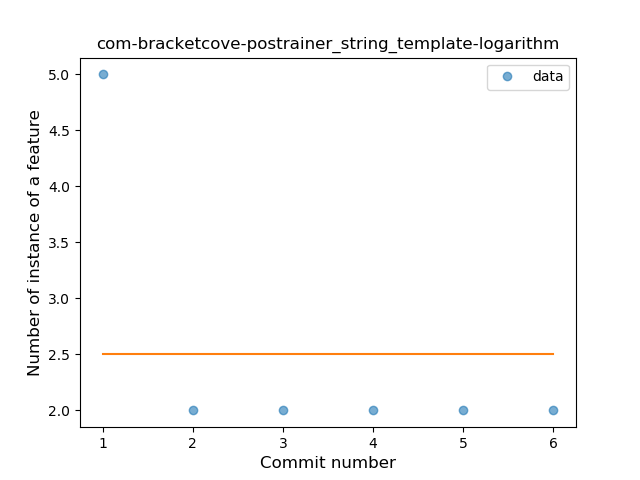 com-bracketcove-postrainer_string_template-logarithm
data
Number of instance of a feature
5.0
4.5
4.0
3.5
3.0
2.5
2.0
1 2 3 4 5 6
Commit number